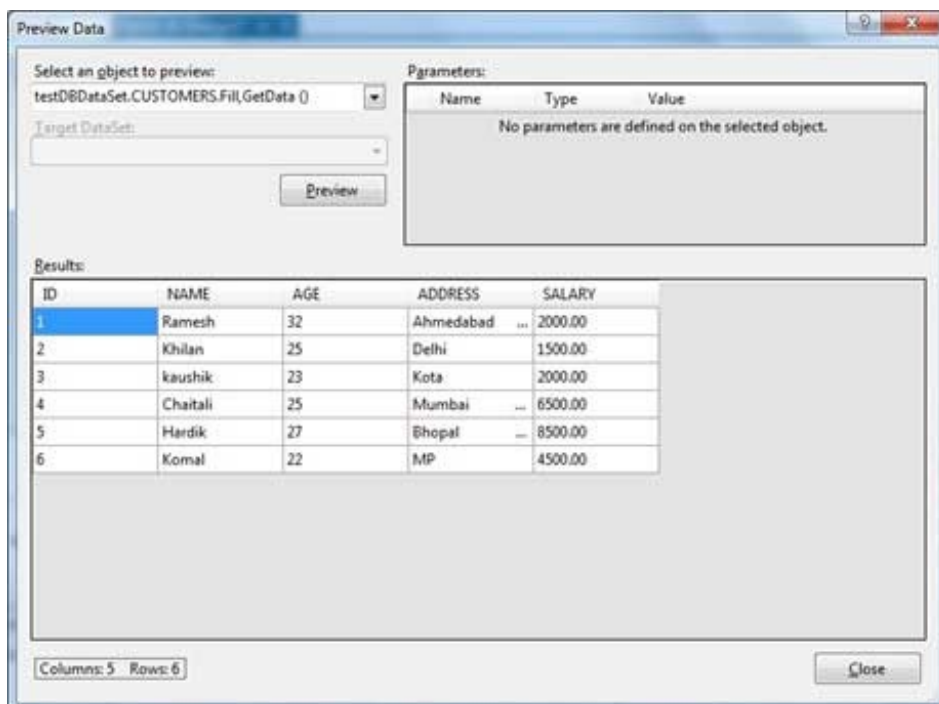 Preview Data
Select an object to preview:
testDBDataSet.CUSTOMERS.Fill,GetData ()
Target DataSet:
Preview
Parameters:
Name Type Value
No parameters are defined on the selected object.
Results:
ID NAME AGE ADDRESS SALARY
1 Ramesh 32 Ahmedabad ... 2000.00
2 Khilan 25 Delhi 1500.00
3 kaushik 23 Kota 2000.00
4 Chaitali 25 Mumbai ... 6500.00
5 Hardik 27 Bhopal ... 8500.00
6 Komal 22 MP 4500.00
Columns: 5 Rows: 6
Close